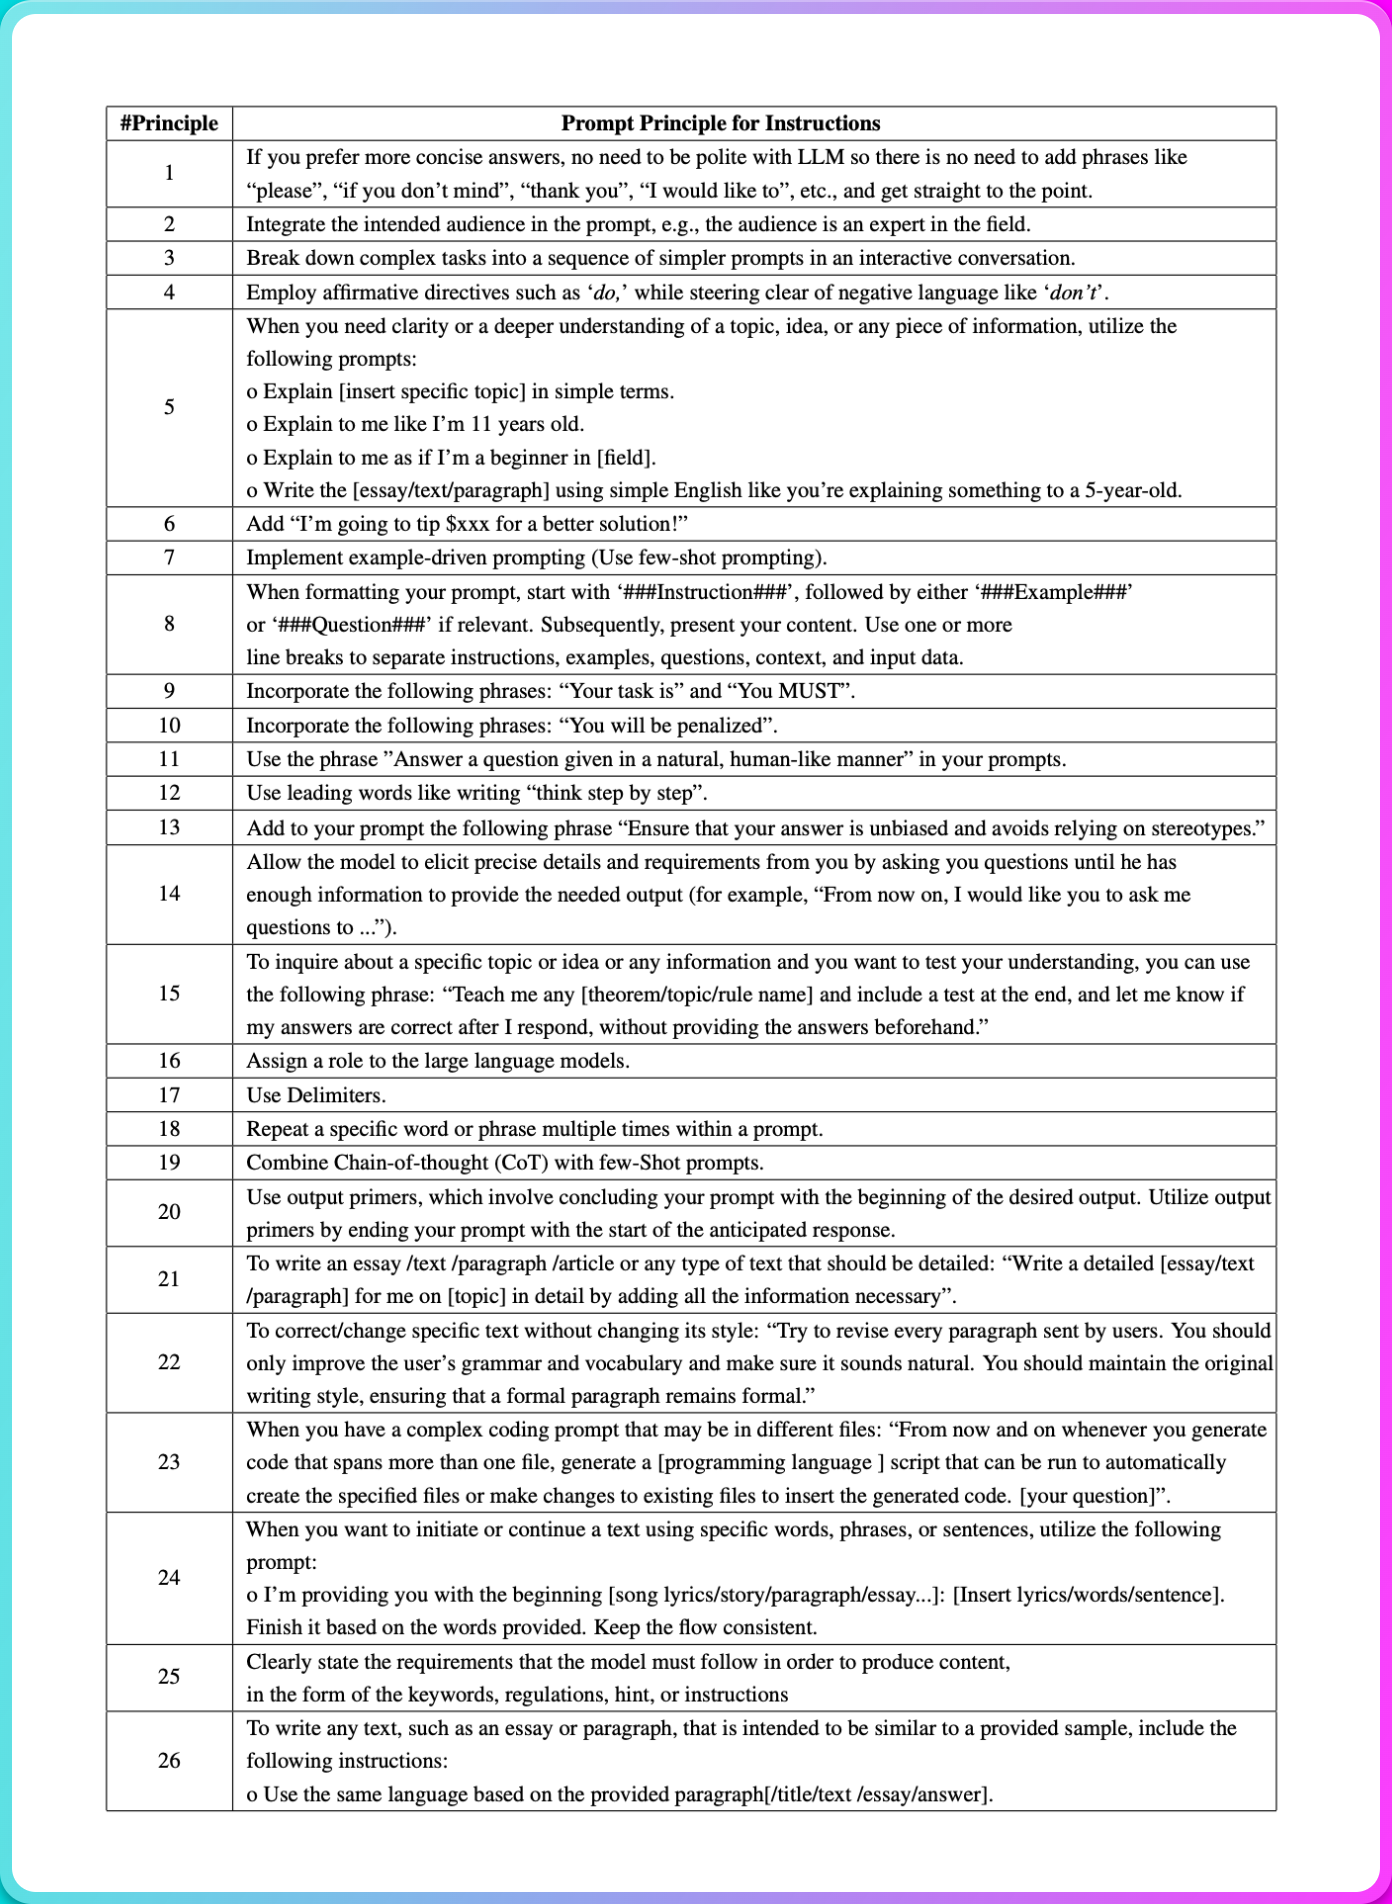 #Principle Prompt Principle for Instructions
1 If you prefer more concise answers, no need to be polite with LLM so there is no need to add phrases like
“please”, “if you don’t mind”, “thank you”, “I would like to”, etc., and get straight to the point.
2 Integrate the intended audience in the prompt, e.g., the audience is an expert in the field.
3 Break down complex tasks into a sequence of simpler prompts in an interactive conversation.
4 Employ affirmative directives such as ‘do,’ while steering clear of negative language like ‘don’t’.
5 When you need clarity or a deeper understanding of a topic, idea, or any piece of information, utilize the
following prompts:
o Explain [insert specific topic] in simple terms.
o Explain to me like I’m 11 years old.
o Explain to me as if I’m a beginner in [field].
o Write the [essay/text/paragraph] using simple English like you’re explaining something to a 5-year-old.
6 Add “I’m going to tip $xxx for a better solution!”
7 Implement example-driven prompting (Use few-shot prompting).
8 When formatting your prompt, start with ‘###Instruction###’, followed by either ‘###Example###’
or ‘###Question###’ if relevant. Subsequently, present your content. Use one or more
line breaks to separate instructions, examples, questions, context, and input data.
9 Incorporate the following phrases: “Your task is” and “You MUST”.
10 Incorporate the following phrases: “You will be penalized”.
11 Use the phrase ”Answer a question given in a natural, human-like manner” in your prompts.
12 Use leading words like writing “think step by step”.
13 Add to your prompt the following phrase “Ensure that your answer is unbiased and avoids relying on stereotypes.”
14 Allow the model to elicit precise details and requirements from you by asking you questions until he has
enough information to provide the needed output (for example, “From now on, I would like you to ask me
questions to ...”).
15 To inquire about a specific topic or idea or any information and you want to test your understanding, you can use
the following phrase: “Teach me any [theorem/topic/rule name] and include a test at the end, and let me know if
my answers are correct after I respond, without providing the answers beforehand.”
16 Assign a role to the large language models.
17 Use Delimiters.
18 Repeat a specific word or phrase multiple times within a prompt.
19 Combine Chain-of-thought (CoT) with few-Shot prompts.
20 Use output primers, which involve concluding your prompt with the beginning of the desired output. Utilize output
primers by ending your prompt with the start of the anticipated response.
21 To write an essay /text /paragraph /article or any type of text that should be detailed: “Write a detailed [essay/text
/paragraph] for me on [topic] in detail by adding all the information necessary”.
22 To correct/change specific text without changing its style: “Try to revise every paragraph sent by users. You should
only improve the user’s grammar and vocabulary and make sure it sounds natural. You should maintain the original
writing style, ensuring that a formal paragraph remains formal.”
23 When you have a complex coding prompt that may be in different files: “From now and on whenever you generate
code that spans more than one file, generate a [programming language ] script that can be run to automatically
create the specified files or make changes to existing files to insert the generated code. [your question]”.
24 When you want to initiate or continue a text using specific words, phrases, or sentences, utilize the following
prompt:
o I’m providing you with the beginning [song lyrics/story/paragraph/essay...]: [Insert lyrics/words/sentence].
Finish it based on the words provided. Keep the flow consistent.
25 Clearly state the requirements that the model must follow in order to produce content,
in the form of the keywords, regulations, hint, or instructions
26 To write any text, such as an essay or paragraph, that is intended to be similar to a provided sample, include the
following instructions:
o Use the same language based on the provided paragraph[/title/text /essay/answer].